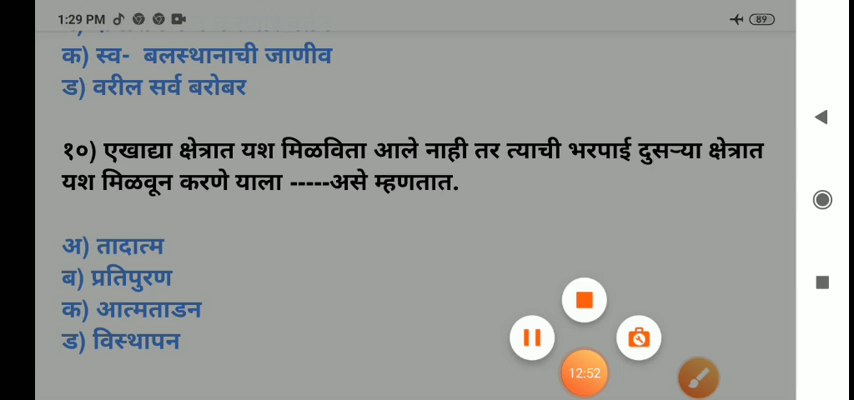 1:29 PM
89
क) स्व- बलस्थानाची जाणीव
ड) वरील सर्व बरोबर
१०) एखाद्या क्षेत्रात यश मिळविता आले नाही तर त्याची भरपाई दुसऱ्या क्षेत्रात
यश मिळवून करणे याला -----असे म्हणतात.
अ) तादात्म
ब) प्रतिपुरण
क) आत्मताडन
ड) विस्थापन
12:52